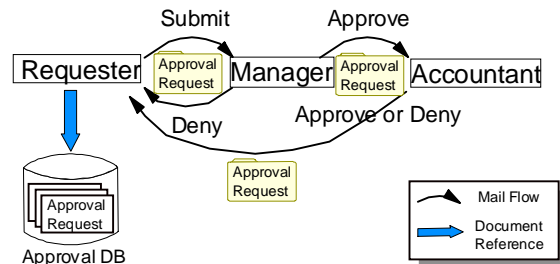 Submit
Approve
Requester
Approval
Request
Manager
Approval
Request
Accountant
Deny
Approve or Deny
Approval
Request
Approval
Request
Approval DB
Mail Flow
Document
Reference